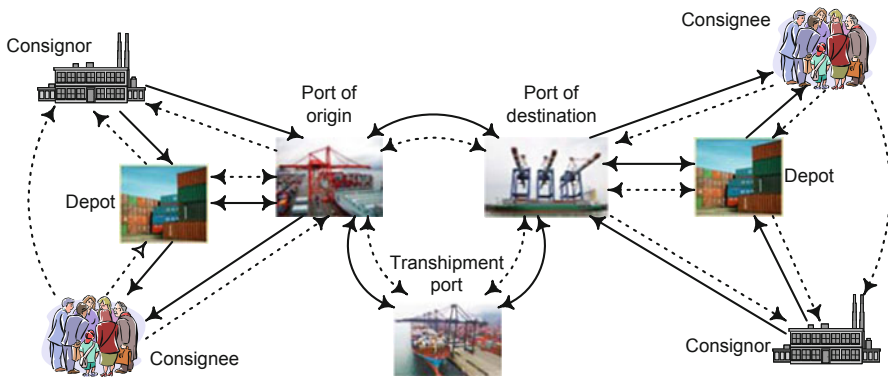 Consignor
Consignee
Port of
origin
Port of
destination
Depot
Depot
Transhipment
port
Consignee
Consignor